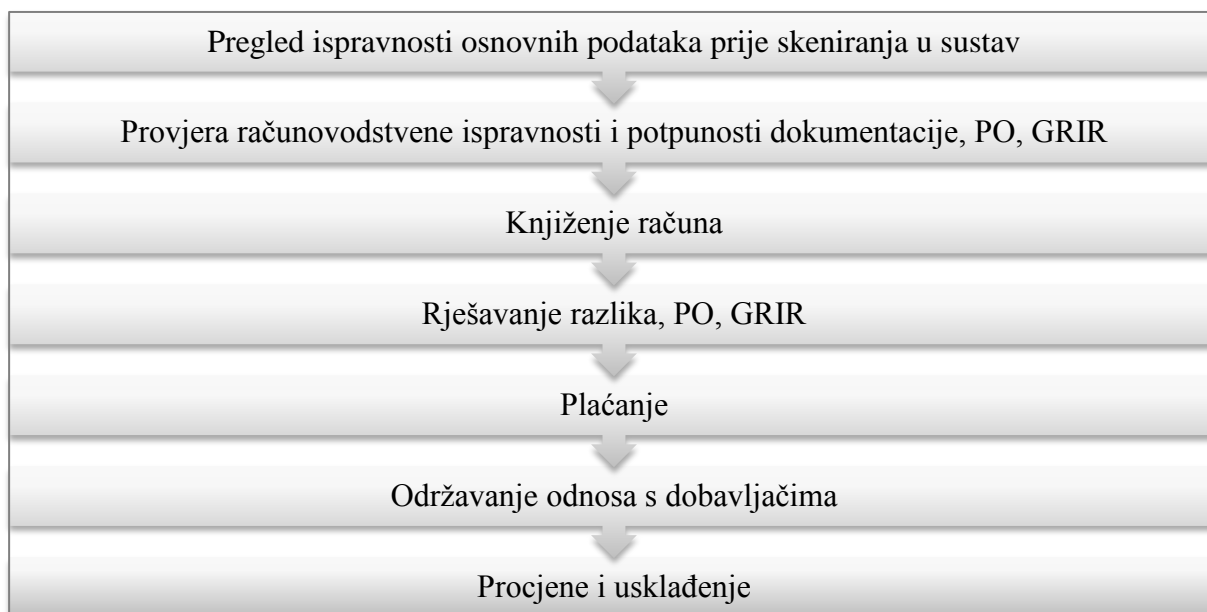 Pregled ispravnosti osnovnih podataka prije skeniranja u sustav
Provjera računovodstvene ispravnosti i potpunosti dokumentacije, PO, GRIR
Knjiženje računa
Rješavanje razlika, PO, GRIR
Plaćanje
Održavanje odnosa s dobavljačima
Procjene i usklađenje